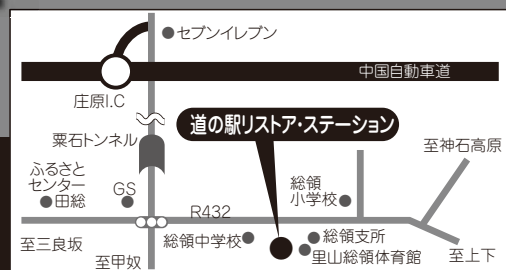 セブンイレブン
中国自動車道
庄原I.C
道の駅リストア・ステーション
粟石トンネル
至神石高原
ふるさと
センター
田総
GS
総領
小学校
R432
総領中学校
総領支所
里山総領体育館
至三良坂
至甲奴
至上下